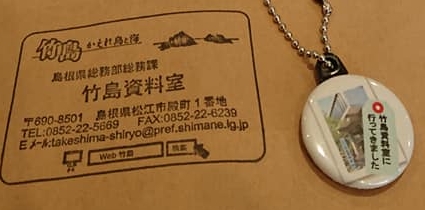 竹島 かえれ島と海
島根県総務部総務課
竹島資料室
〒690-8501 島根県松江市殿町1番地
TEL:0852-22-5669 FAX:0852-22-6239
Eメール:takeshima-shiryo@pref.shimane.lg.jp
Web 竹島 検索
竹島資料室に
行ってきました